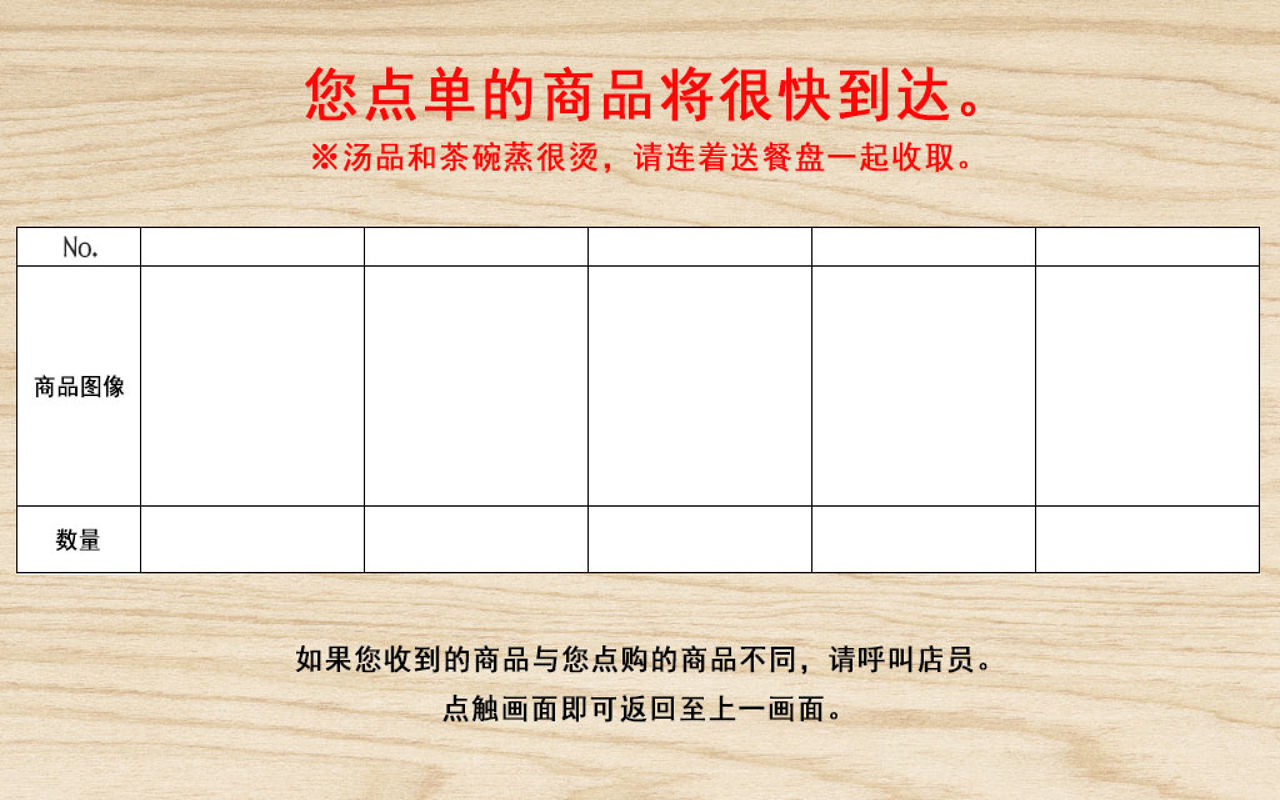 您点单的商品将很快到达。
※汤品和茶碗蒸很烫，请连着送餐盘一起收取。
No.
商品图像
数量
如果您收到的商品与您点购的商品不同，请呼叫店员。
点触画面即可返回至上一画面。